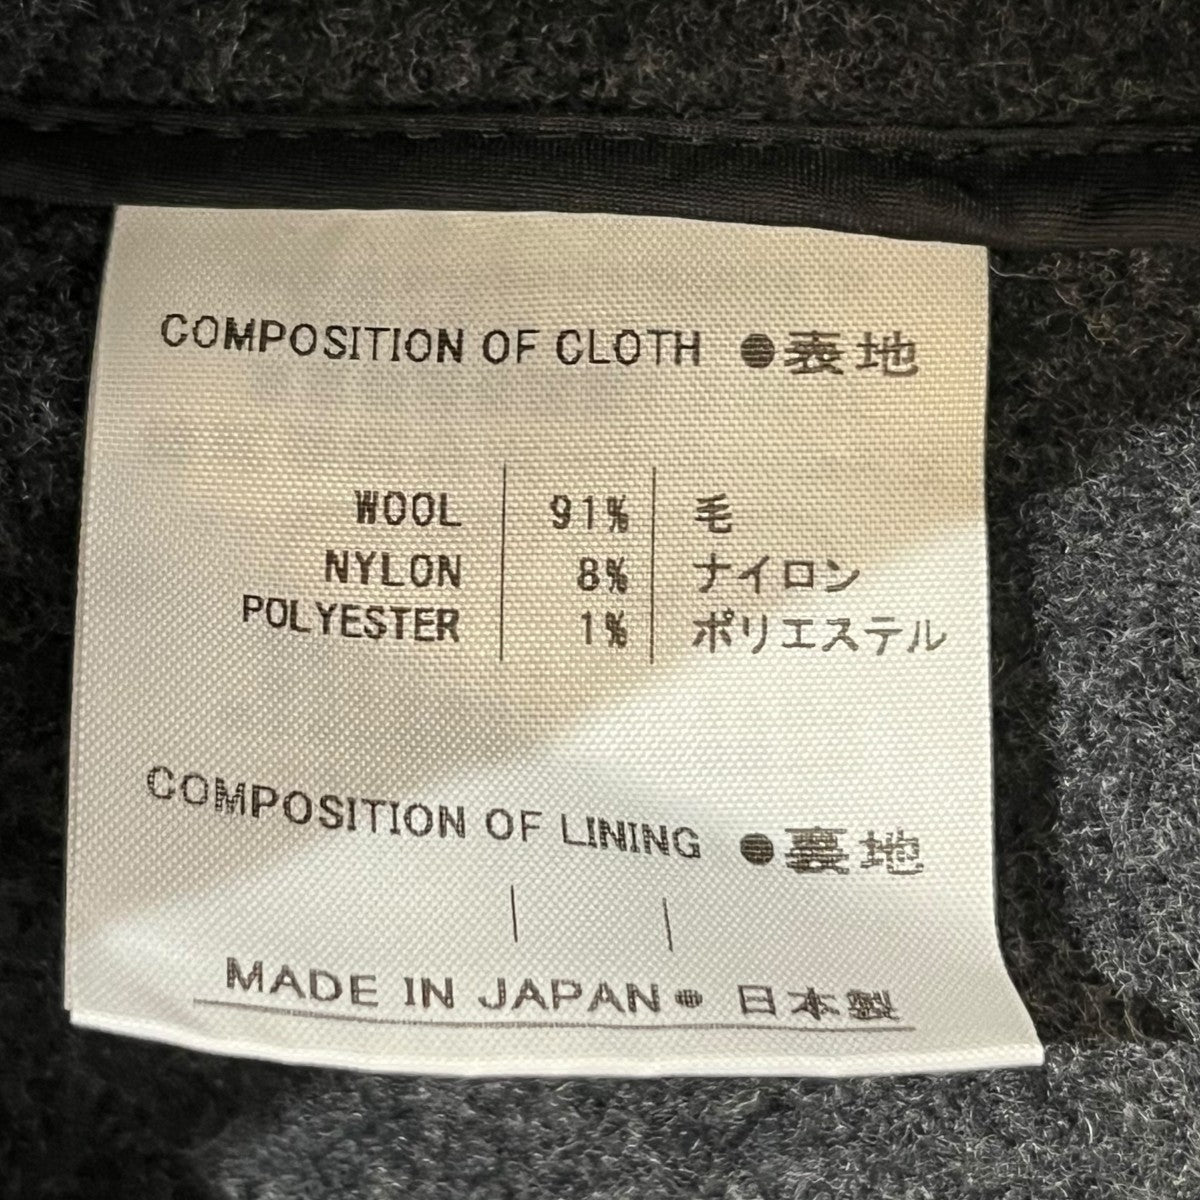 COMPOSITION OF CLOTH ●表地
WOOL 91% 毛
NYLON 8% ナイロン
POLYESTER 1% ポリエステル
COMPOSITION OF LINING ●裏地
MADE IN JAPAN● 日本製